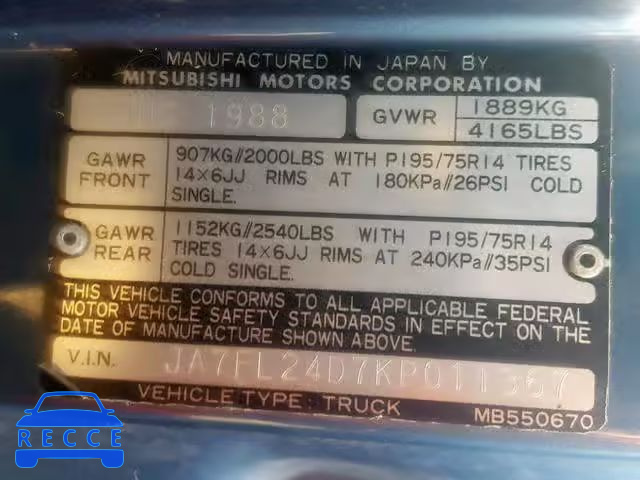 MANUFACTURED IN JAPAN BY
MITSUBISHI MOTORS CORPORATION
1988
GVWR 1889KG
4165LBS
GAWR FRONT
907KG//2000LBS WITH P195/75R14 TIRES
14×6JJ RIMS AT 180KPa//26PSI COLD
SINGLE.
GAWR REAR
1152KG//2540LBS WITH P195/75R14
TIRES 14×6JJ RIMS AT 240KPa//35PSI
COLD SINGLE.
THIS VEHICLE CONFORMS TO ALL APPLICABLE FEDERAL
MOTOR VEHICLE SAFETY STANDARDS IN EFFECT ON THE
DATE OF MANUFACTURE SHOWN ABOVE.
V.I.N. JA7FL24D7KP011367
VEHICLE TYPE: TRUCK MB550670
RECCE